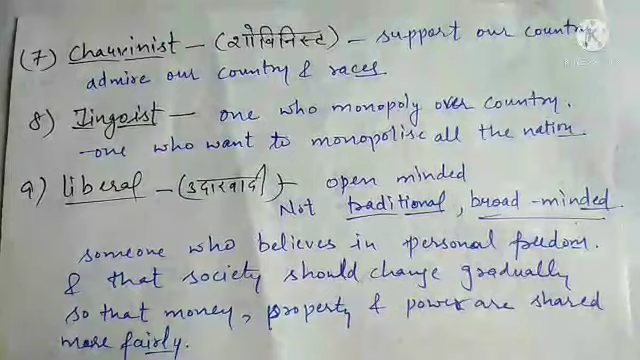 (7) Chauvinist – (शोविनिस्ट) – support our country
admire our country & races
8) Jingoist – one who monopoly over country.
– one who want to monopolise all the nation.
9) liberal – (उदारवादी) – open minded
Not traditional, broad-minded
someone who believes in personal freedom.
& that society should change gradually
so that money, property & power are shared
more fairly.